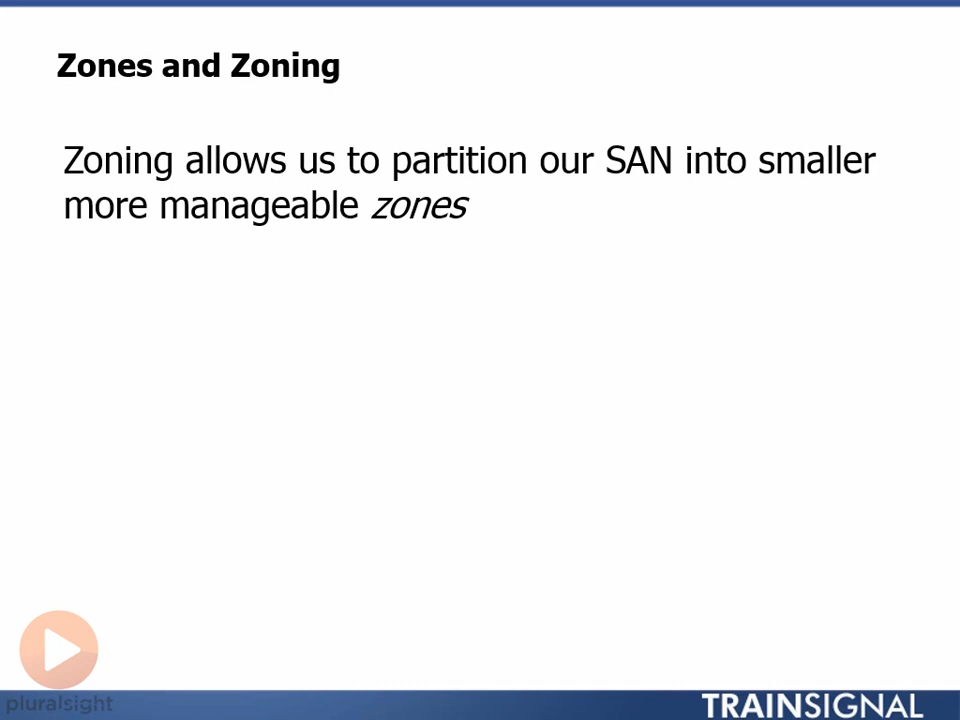 Zones and Zoning
Zoning allows us to partition our SAN into smaller
more manageable zones
pluralsight
TRAINSIGNAL